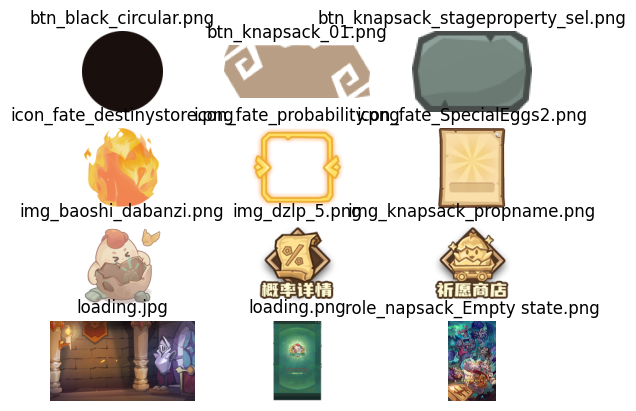 btn_black_circular.png
btn_knapsack_01.png
btn_knapsack_stageproperty_sel.png
icon_fate_destinystore.png
icon_fate_probability.png
icon_fate_SpecialEggs2.png
img_baoshi_dabanzi.png
img_dzlp_5.png
img_knapsack_propname.png
概率详情
祈愿商店
loading.jpg
loading.png
role_napsack_Empty state.png